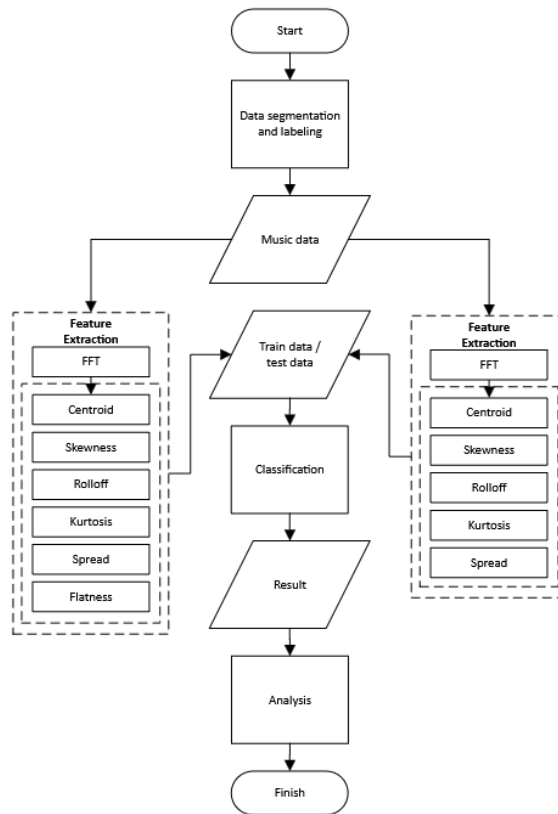 Start
Data segmentation
and labeling
Music data
Feature
Extraction
FFT
Centroid
Skewness
Rolloff
Kurtosis
Spread
Flatness
Train data /
test data
Classification
Result
Analysis
Finish
Feature
Extraction
FFT
Centroid
Skewness
Rolloff
Kurtosis
Spread